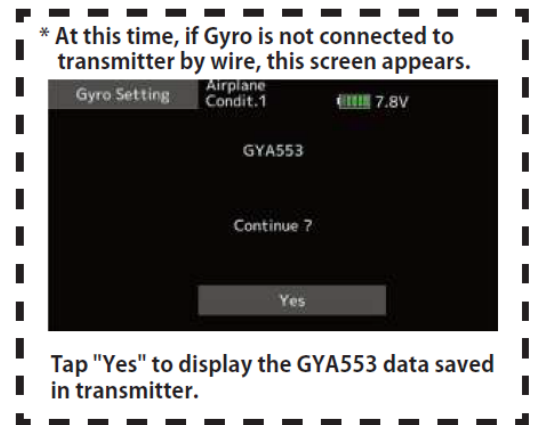 * At this time, if Gyro is not connected to
transmitter by wire, this screen appears.
Gyro Setting
Airplane
Condit.1
7.8V
GYA553
Continue ?
Yes
Tap "Yes" to display the GYA553 data saved
in transmitter.